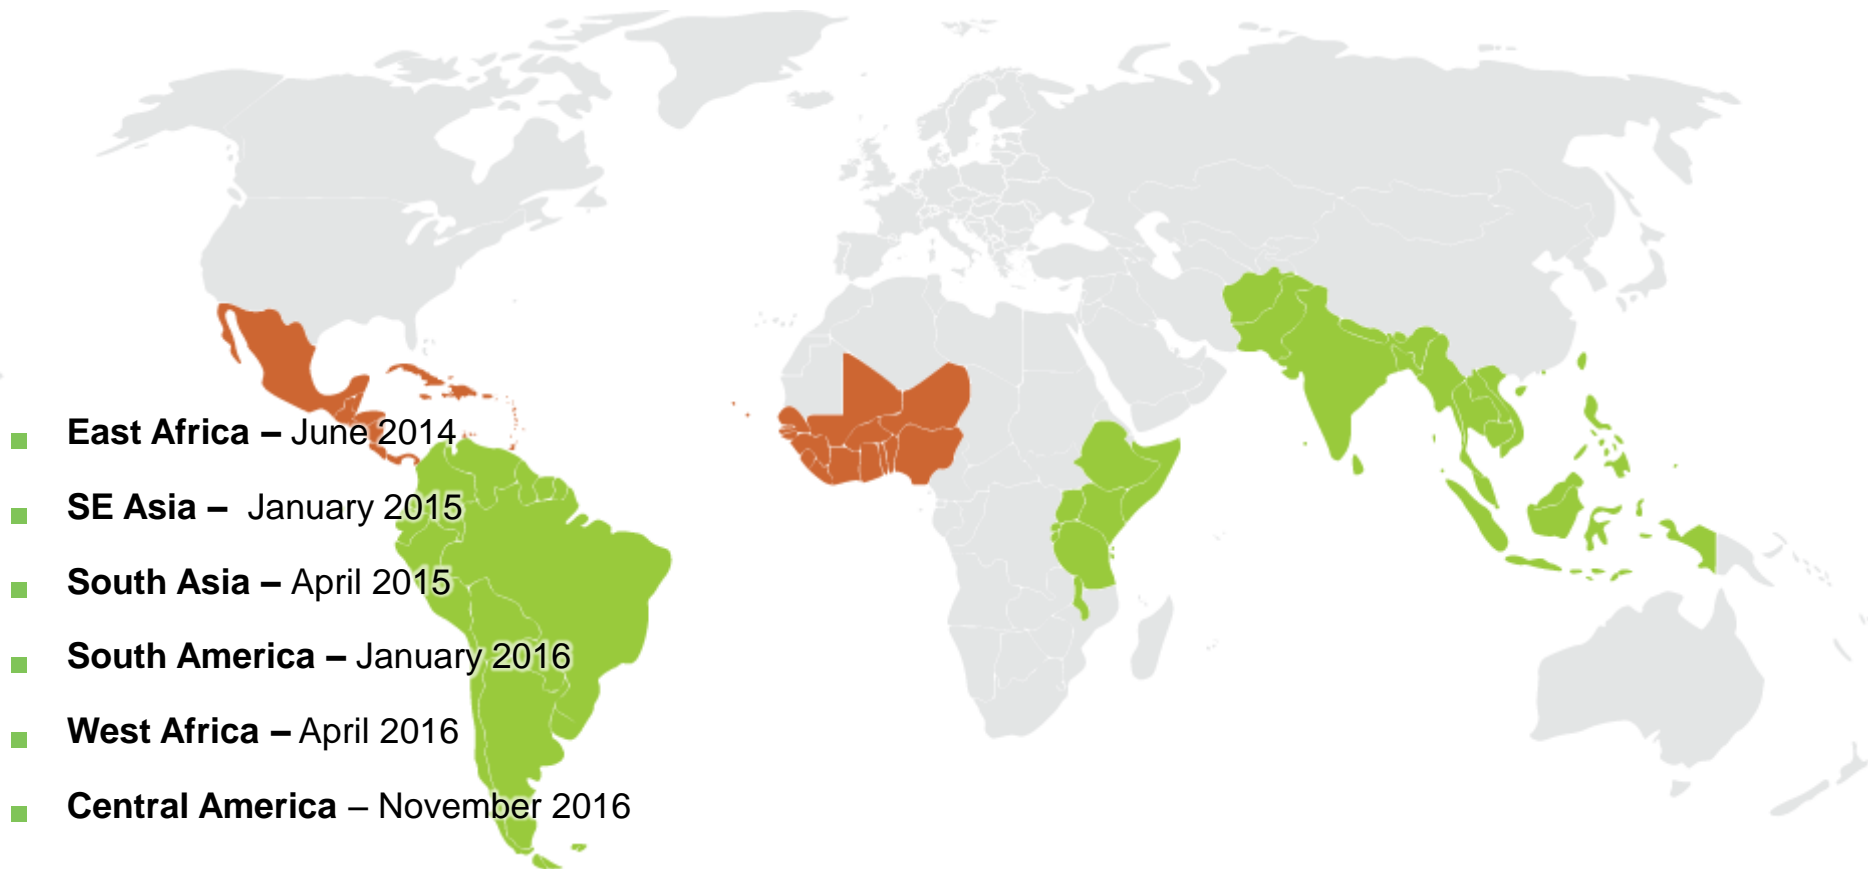 East Africa – June 2014
SE Asia – January 2015
South Asia – April 2015
South America – January 2016
West Africa – April 2016
Central America – November 2016